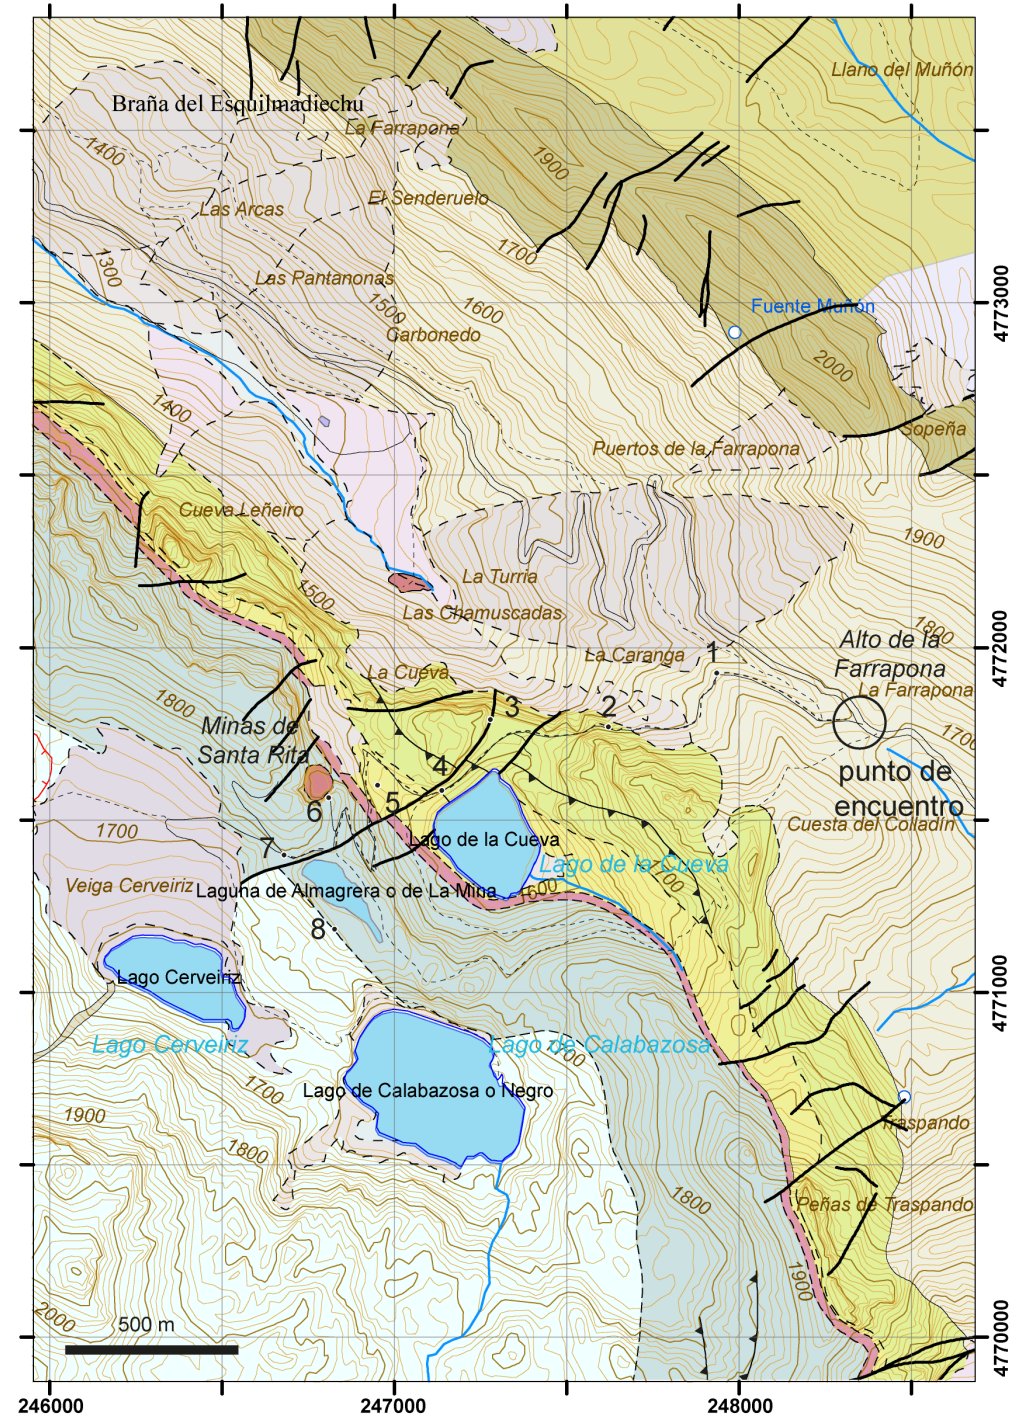 Llano del Muñón
Braña del Esquilmadiechu
La Farrapona
1400
1900
El Senderuelo
Las Arcas
1700
1300
Las Pantanonas
1500
1600
Fuente Muñón
4773000
Carbonedo
2000
1400
Sopeña
Puertos de la Farrapona
Cueva Leñeiro
1900
La Turria
1500
Las Chamuscadas
1800
Alto de la
Farrapona
La Caranga
1
4772000
La Cueva
La Farrapona
1800
3
2
Minas de
Santa Rita
1700
4
punto de
encuentro
5
6
1700
Cuesta del Colladín
7
Lago de la Cueva
Lago de la Cueva
1700
Veiga Cerveiriz
Laguna de Almagrera o de La Mina
1600
8
Lago Cerveiriz
4771000
Lago Cerveiriz
Lago de Calabazosa
1700
1700
Lago de Calabazosa o Negro
1900
Traspando
1800
1800
Peñas de Traspando
1900
2000
500 m
4770000
246000
247000
248000